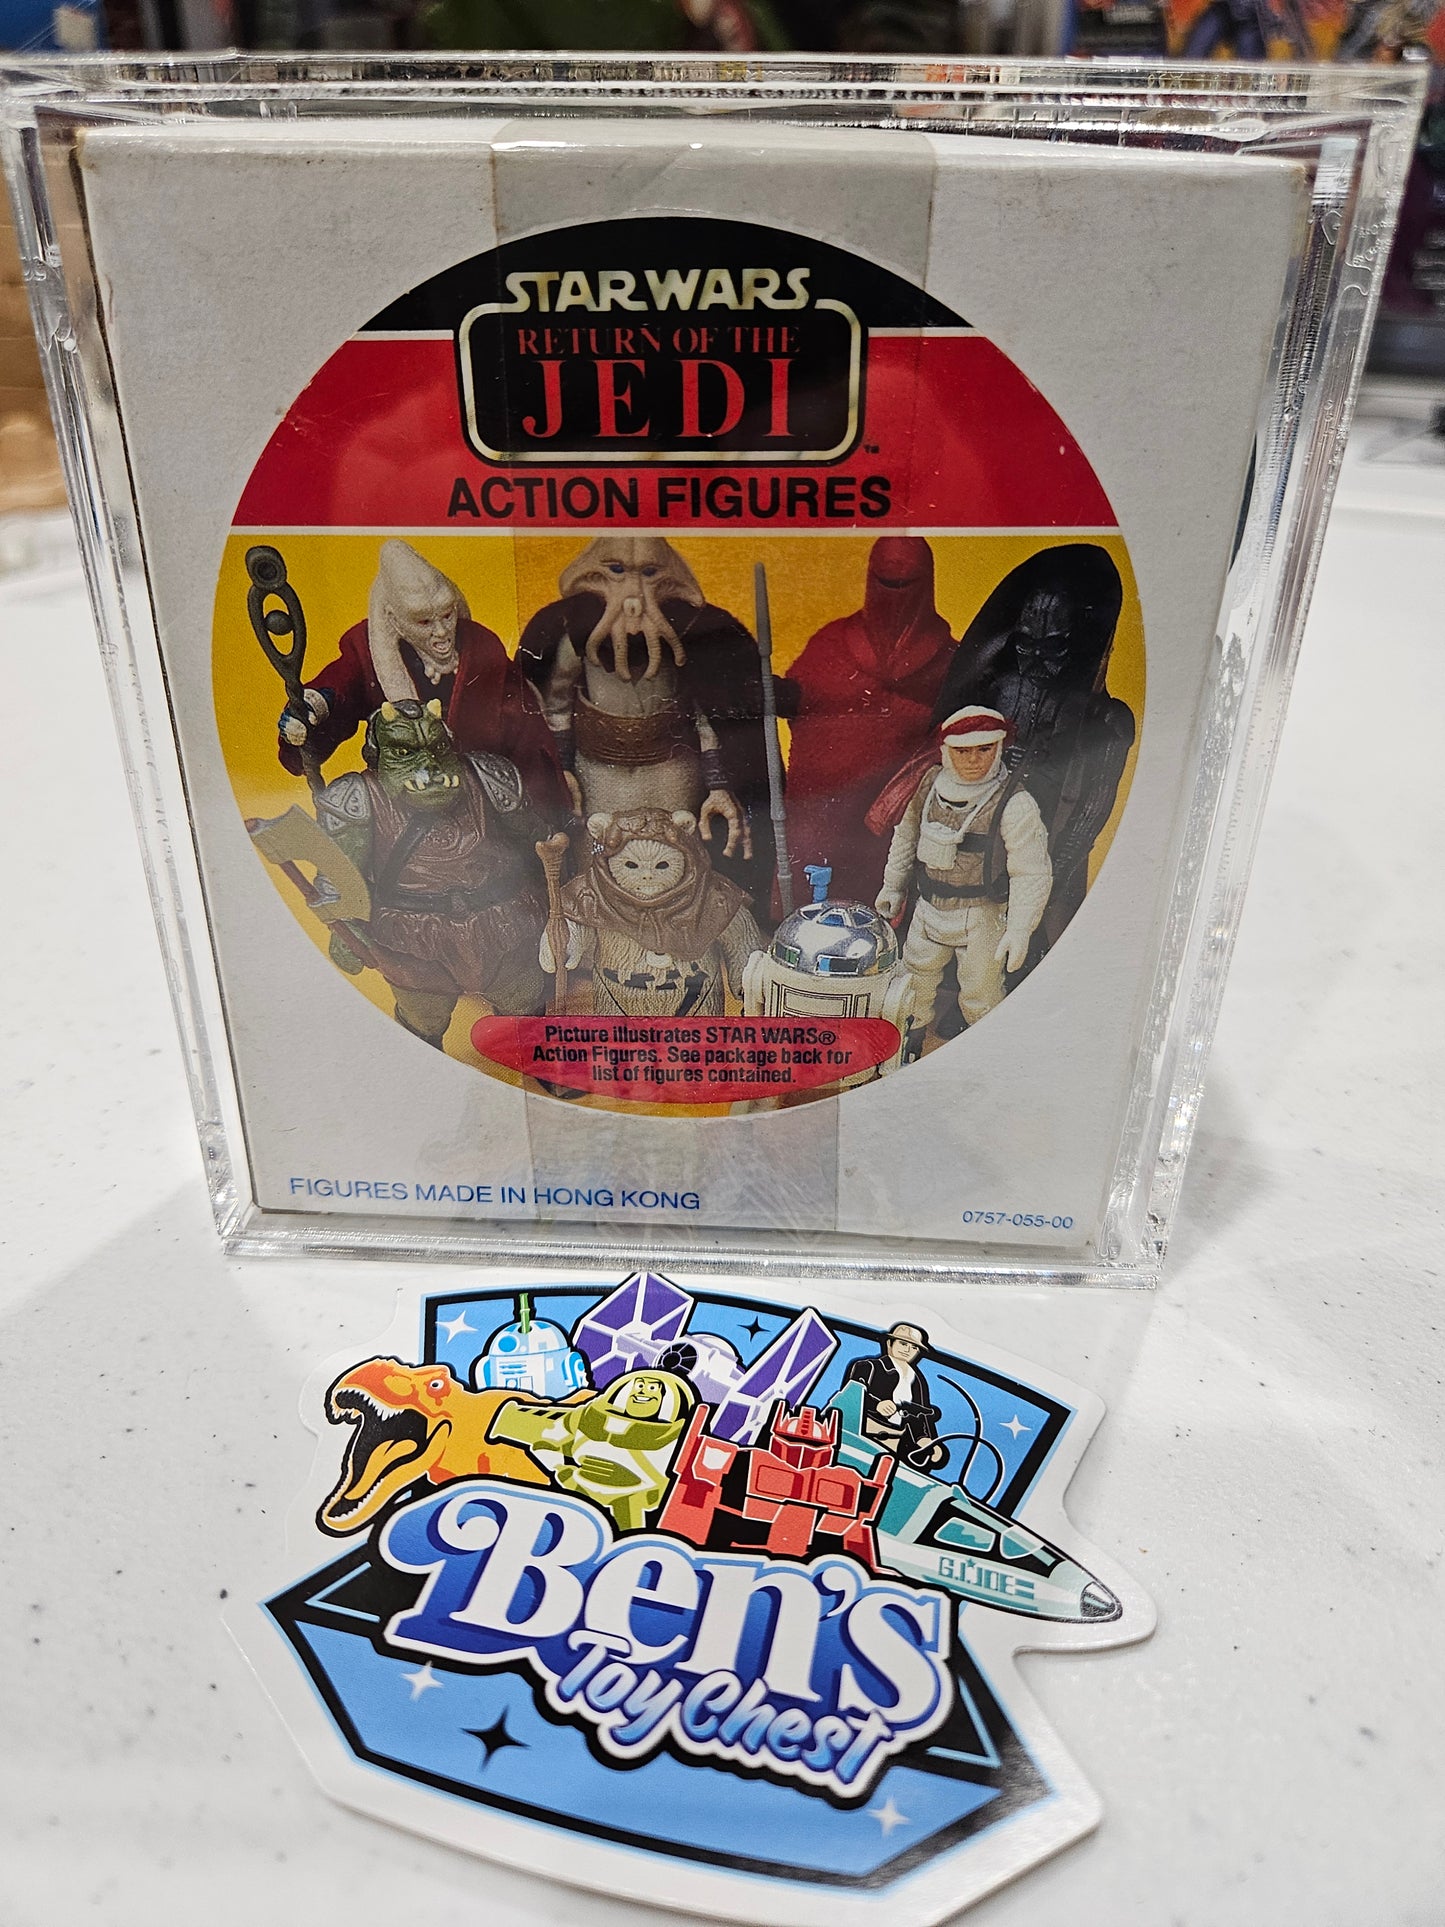 STAR WARS
RETURN OF THE
JEDI
™
ACTION FIGURES
Picture illustrates STAR WARS®
Action Figures. See package back for
list of figures contained.
FIGURES MADE IN HONG KONG
0757-055-00
G.I. JOE
Ben's
Toy Chest